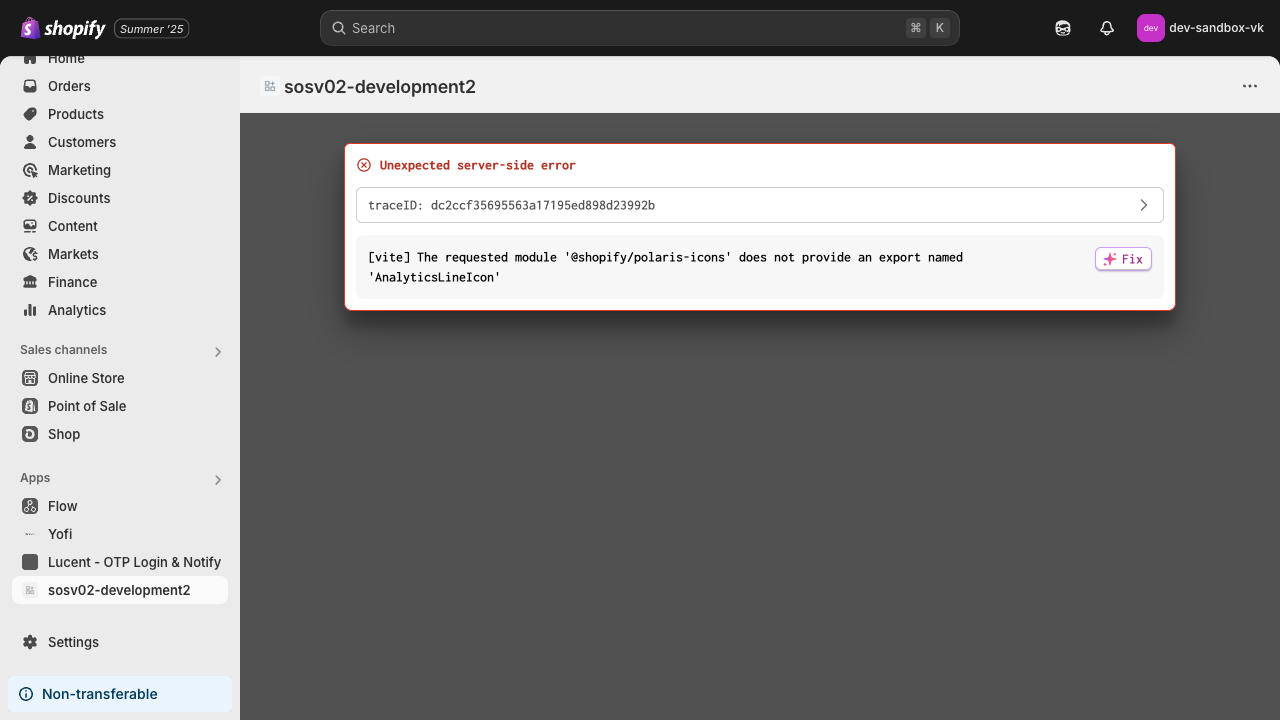 shopify
Summer '25
Search
⌘ K
dev
dev-sandbox-vk
Home
Orders
Products
Customers
Marketing
Discounts
Content
Markets
Finance
Analytics
Sales channels
Online Store
Point of Sale
Shop
Apps
Flow
Yofi
Lucent - OTP Login & Notify
sosv02-development2
Settings
Non-transferable
sosv02-development2
Unexpected server-side error
traceID: dc2ccf35695563a17195ed898d23992b
[vite] The requested module '@shopify/polaris-icons' does not provide an export named
'AnalyticsLineIcon'
Fix